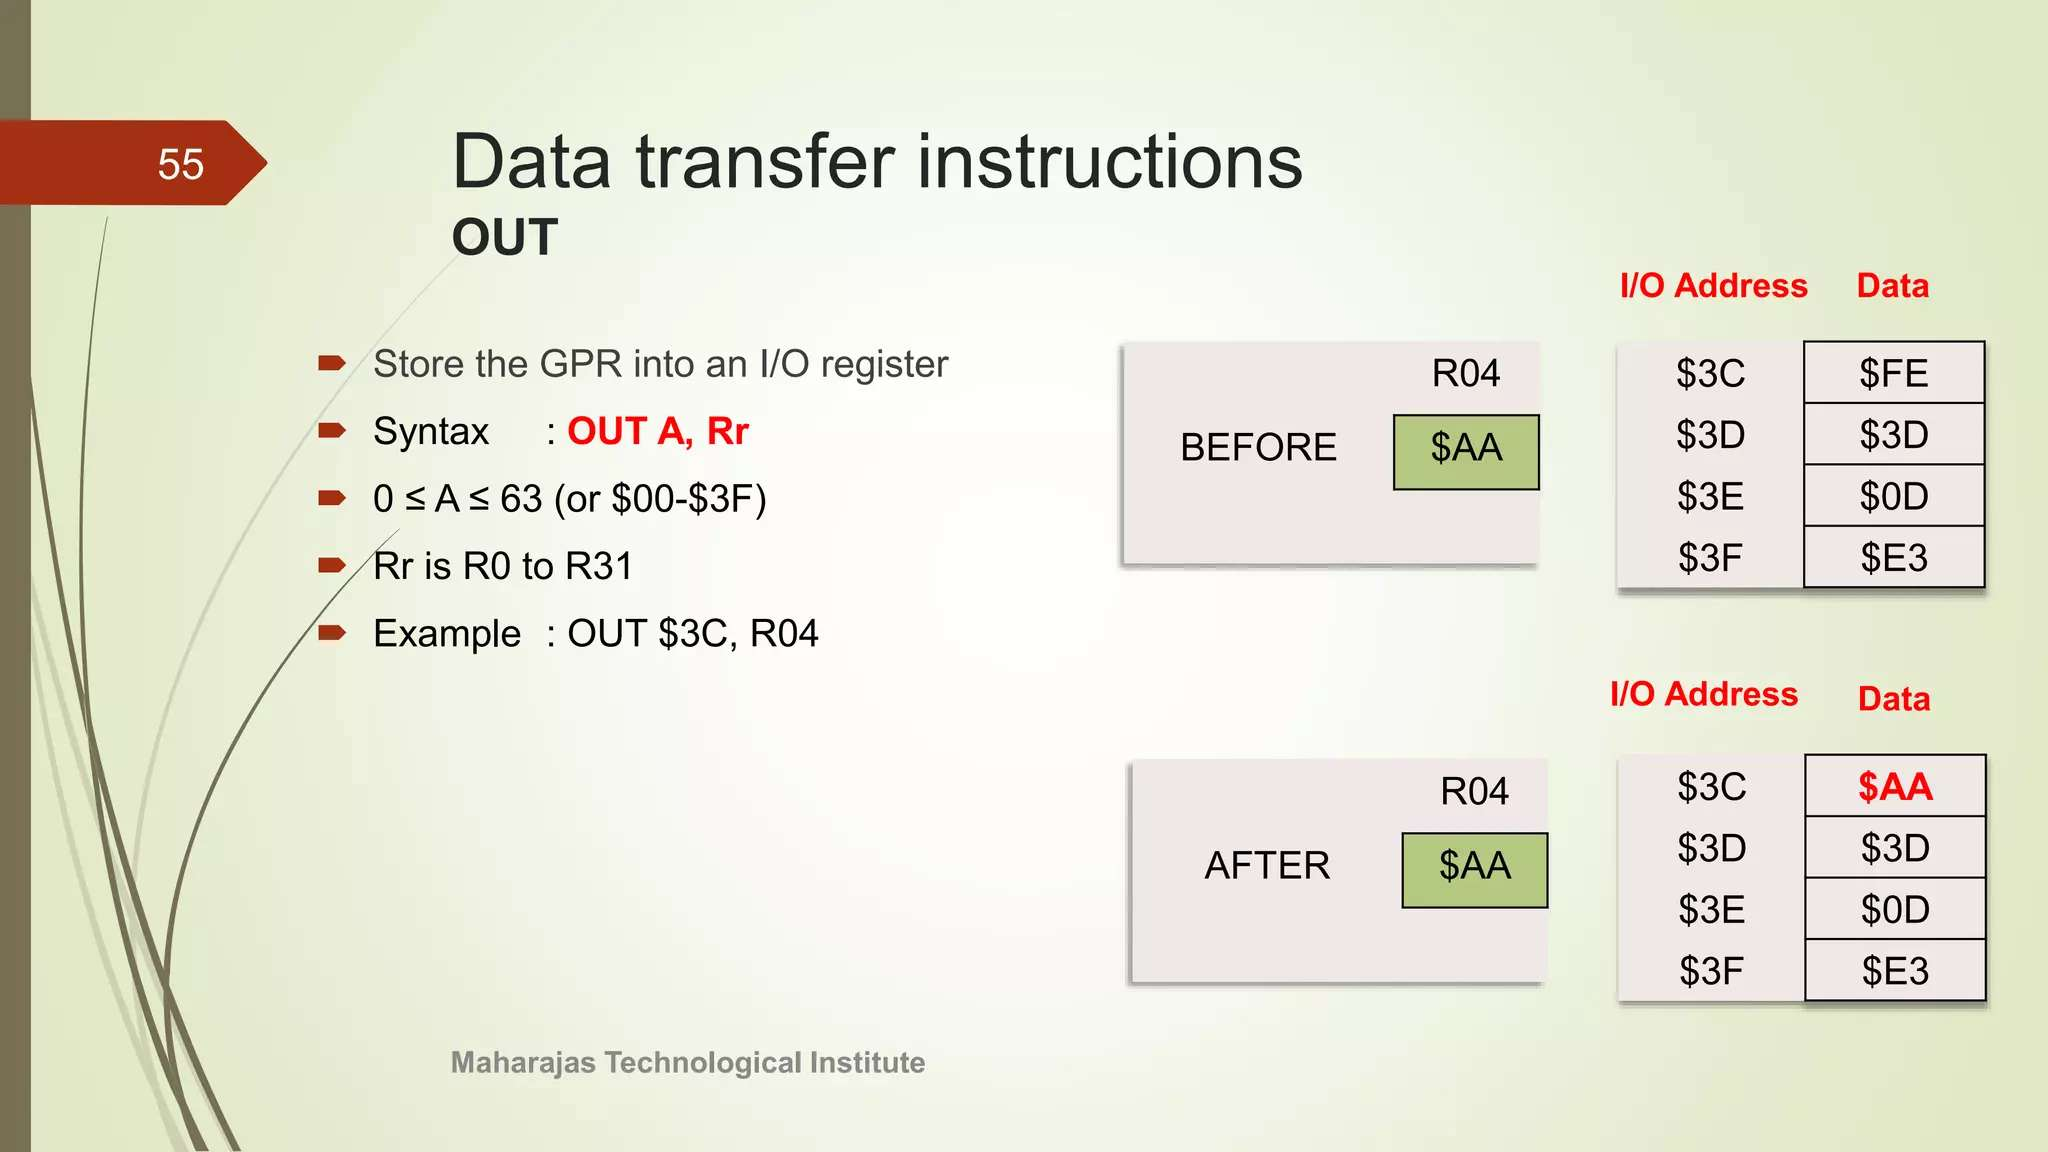 55
Data transfer instructions
OUT
Store the GPR into an I/O register
Syntax : OUT A, Rr
0 ≤ A ≤ 63 (or $00-$3F)
Rr is R0 to R31
Example : OUT $3C, R04
I/O Address Data
R04
BEFORE $AA
$3C $FE
$3D $3D
$3E $0D
$3F $E3
I/O Address Data
R04
AFTER $AA
$3C $AA
$3D $3D
$3E $0D
$3F $E3
Maharajas Technological Institute